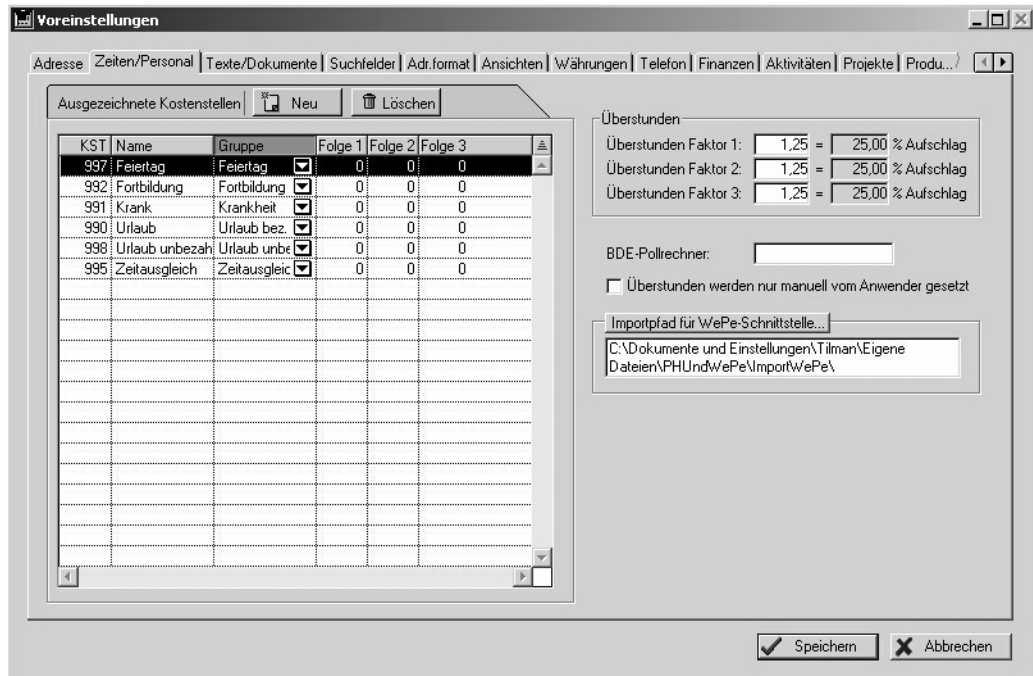 Voreinstellungen
Adresse Zeiten/Personal Texte/Dokumente Suchfelder Adr.format Ansichten Währungen Telefon Finanzen Aktivitäten Projekte Produ...
Ausgezeichnete Kostenstellen Neu Löschen
KST Name Gruppe Folge 1 Folge 2 Folge 3
997 Feiertag Feiertag 0 0 0
992 Fortbildung Fortbildung 0 0 0
991 Krank Krankheit 0 0 0
990 Urlaub Urlaub bez. 0 0 0
998 Urlaub unbezah Urlaub unbe 0 0 0
995 Zeitausgleich Zeitausgleic 0 0 0
Überstunden
Überstunden Faktor 1: 1,25 = 25,00 % Aufschlag
Überstunden Faktor 2: 1,25 = 25,00 % Aufschlag
Überstunden Faktor 3: 1,25 = 25,00 % Aufschlag
BDE-Pollrechner:
Überstunden werden nur manuell vom Anwender gesetzt
Importpfad für WePe-Schnittstelle...
C:\Dokumente und Einstellungen\Tilman\Eigene
Dateien\PHUndWePe\ImportWePe\
Speichern Abbrechen